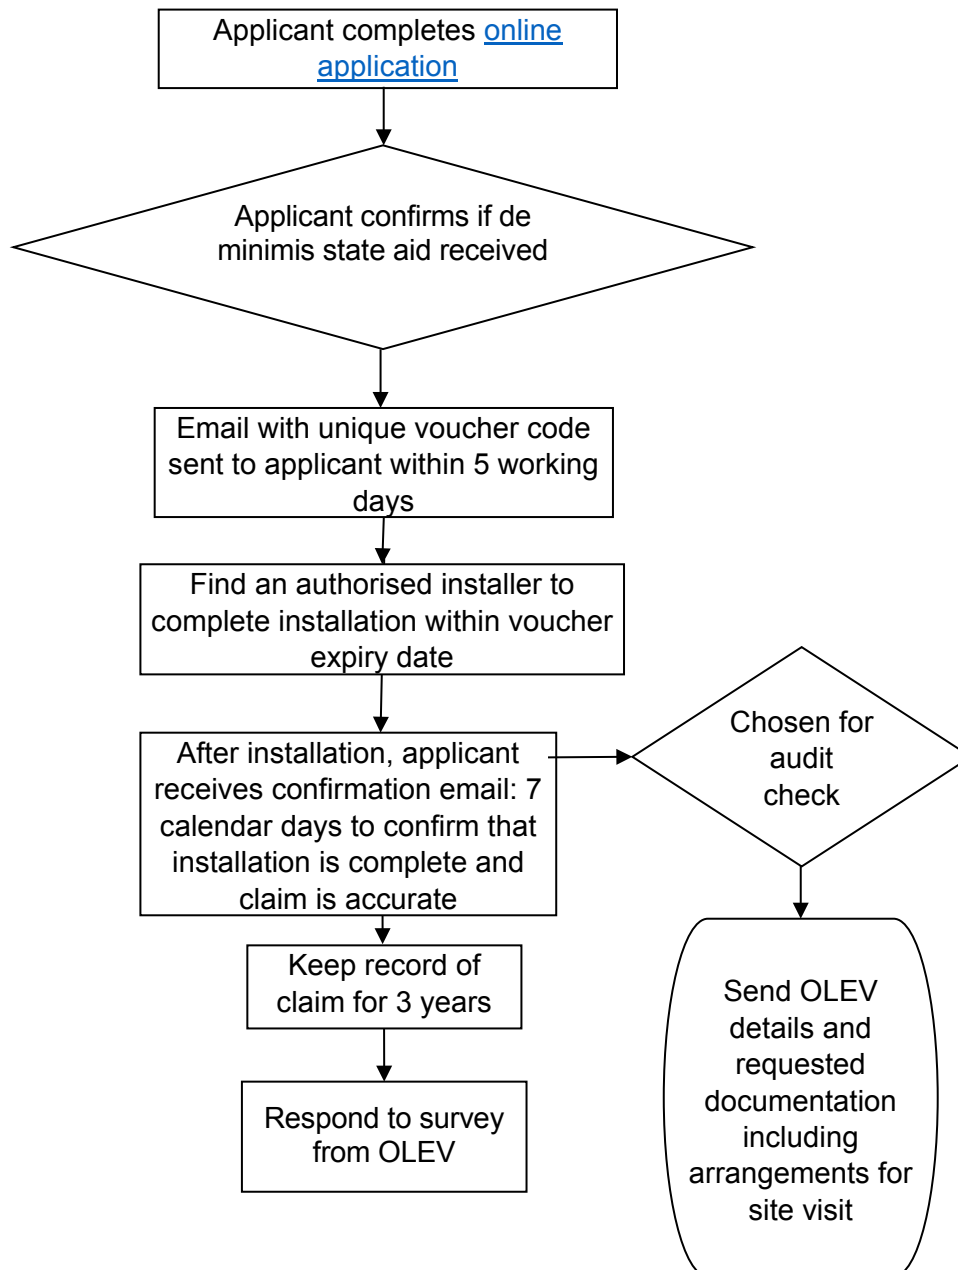 Applicant completes online
application
Applicant confirms if de
minimis state aid received
Email with unique voucher code
sent to applicant within 5 working
days
Find an authorised installer to
complete installation within voucher
expiry date
After installation, applicant
receives confirmation email: 7
calendar days to confirm that
installation is complete and
claim is accurate
Chosen for
audit
check
Keep record of
claim for 3 years
Respond to survey
from OLEV
Send OLEV
details and
requested
documentation
including
arrangements for
site visit